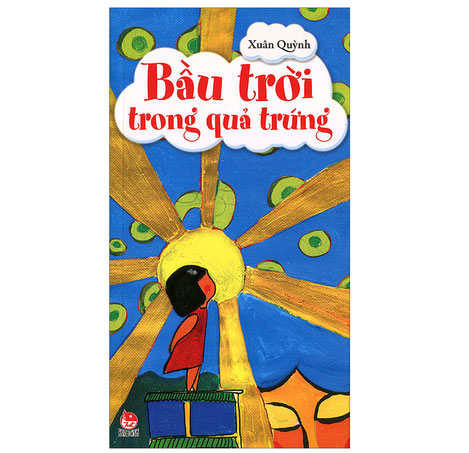 Xuân Quỳnh
Bầu trời
trong quả trứng